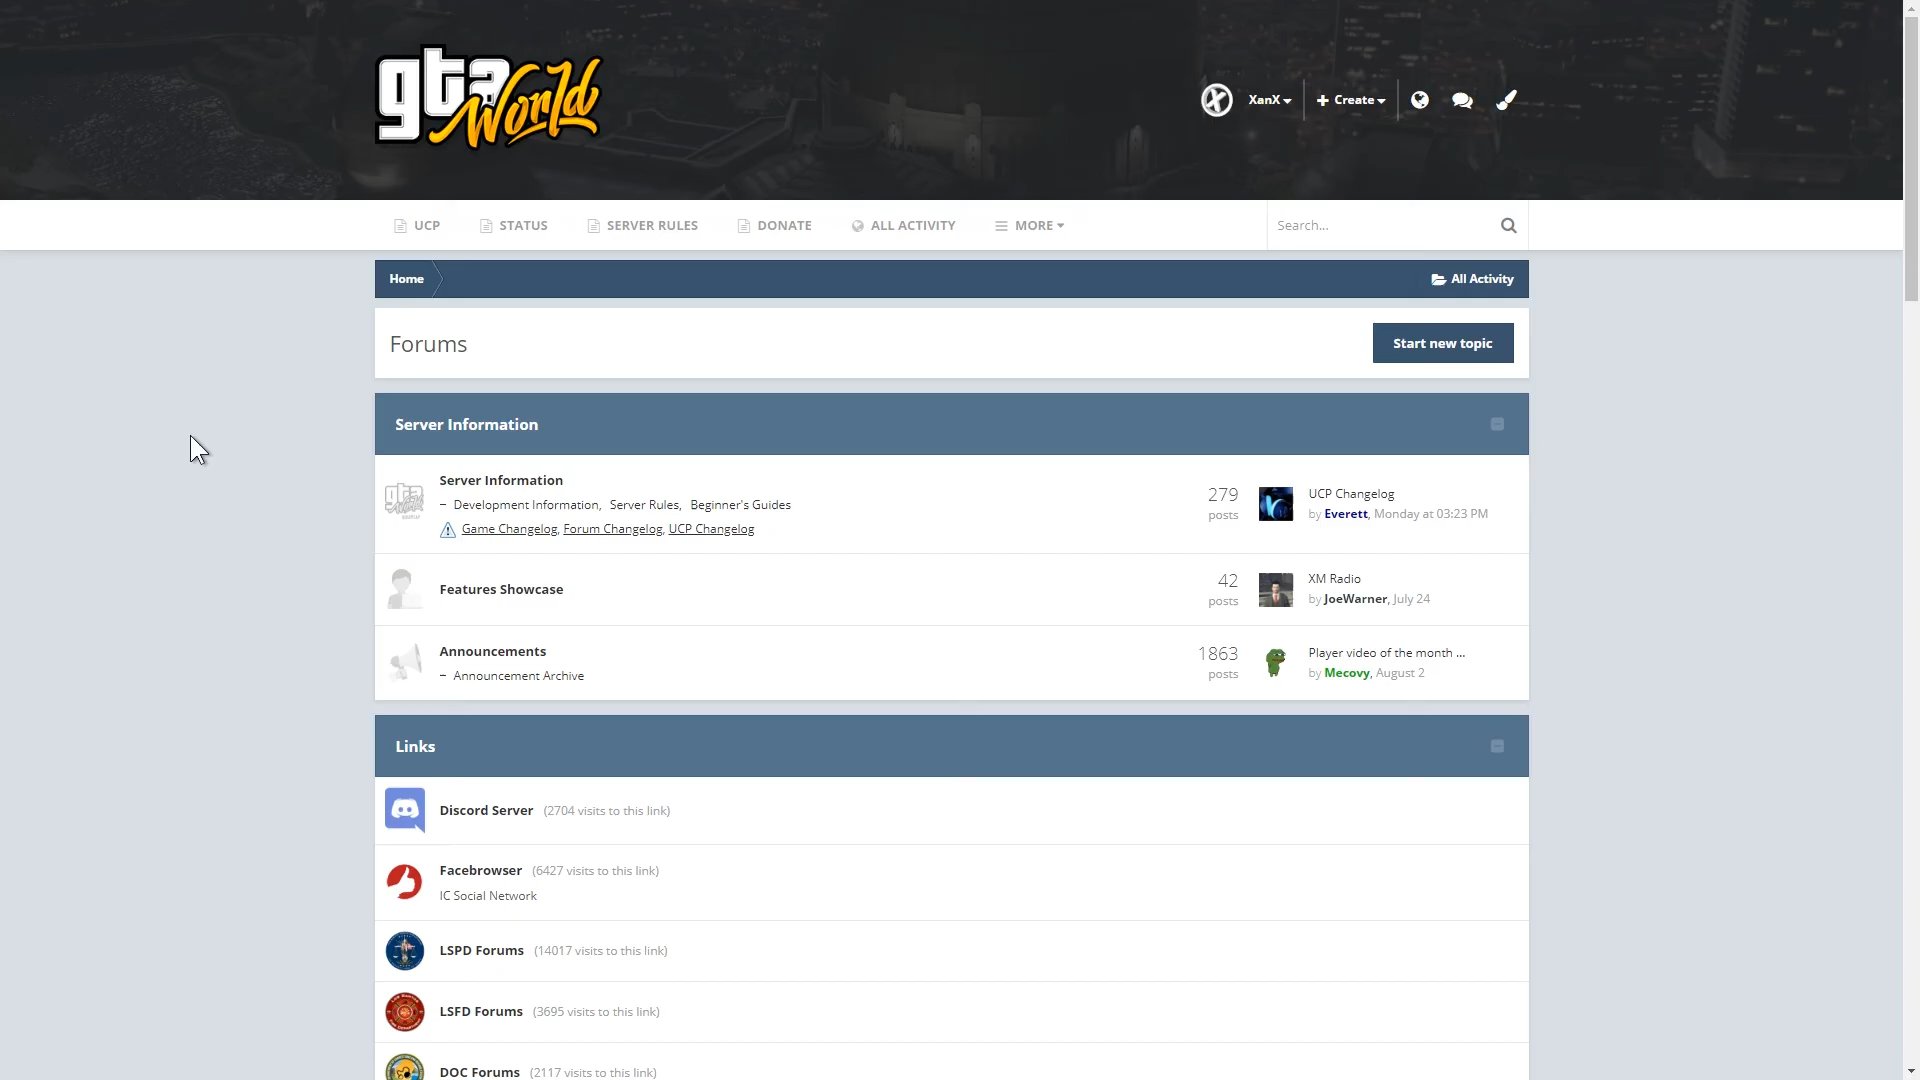 gta World
XanX
Create
UCP
STATUS
SERVER RULES
DONATE
ALL ACTIVITY
MORE
Search...
Home
All Activity
Forums
Start new topic
Server Information
Server Information
– Development Information, Server Rules, Beginner's Guides
Game Changelog, Forum Changelog, UCP Changelog
279
posts
UCP Changelog
by Everett, Monday at 03:23 PM
Features Showcase
42
posts
XM Radio
by JoeWarner, July 24
Announcements
– Announcement Archive
1863
posts
Player video of the month ...
by Mecovy, August 2
Links
Discord Server (2704 visits to this link)
Facebrowser (6427 visits to this link)
IC Social Network
LSPD Forums (14017 visits to this link)
LSFD Forums (3695 visits to this link)
DOC Forums (2117 visits to this link)